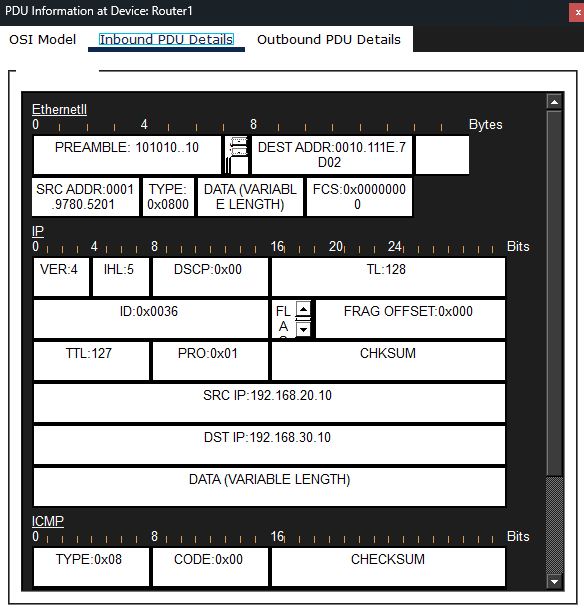 PDU Information at Device: Router1
x
OSI Model Inbound PDU Details Outbound PDU Details
EthernetII
0 4 8 Bytes
PREAMBLE: 101010..10 DEST ADDR:0010.111E.7
D02
SRC ADDR:0001 TYPE: DATA (VARIABL FCS:0x0000000
.9780.5201 0x0800 E LENGTH) 0
IP
0 4 8 16 20 24 Bits
VER:4 IHL:5 DSCP:0x00 TL:128
ID:0x0036 FL FRAG OFFSET:0x000
A
TTL:127 PRO:0x01 CHKSUM
SRC IP:192.168.20.10
DST IP:192.168.30.10
DATA (VARIABLE LENGTH)
ICMP
0 8 16 Bits
TYPE:0x08 CODE:0x00 CHECKSUM